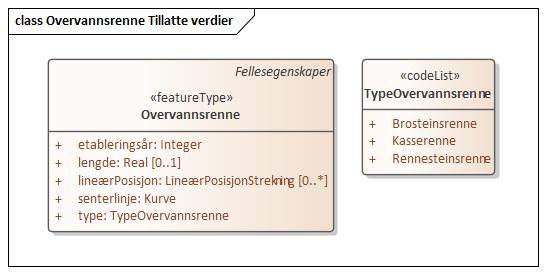 class Overvannsrenne Tillatte verdier
Fellesegenskaper
«featureType»
Overvannsrenne
+ etableringsår: Integer
+ lengde: Real [0..1]
+ lineærPosisjon: LineærPosisjonStrekning [0..*]
+ senterlinje: Kurve
+ type: TypeOvervannsrenne
«codeList»
TypeOvervannsrenne
+ Brosteinsrenne
+ Kasserenne
+ Rennesteinsrenne